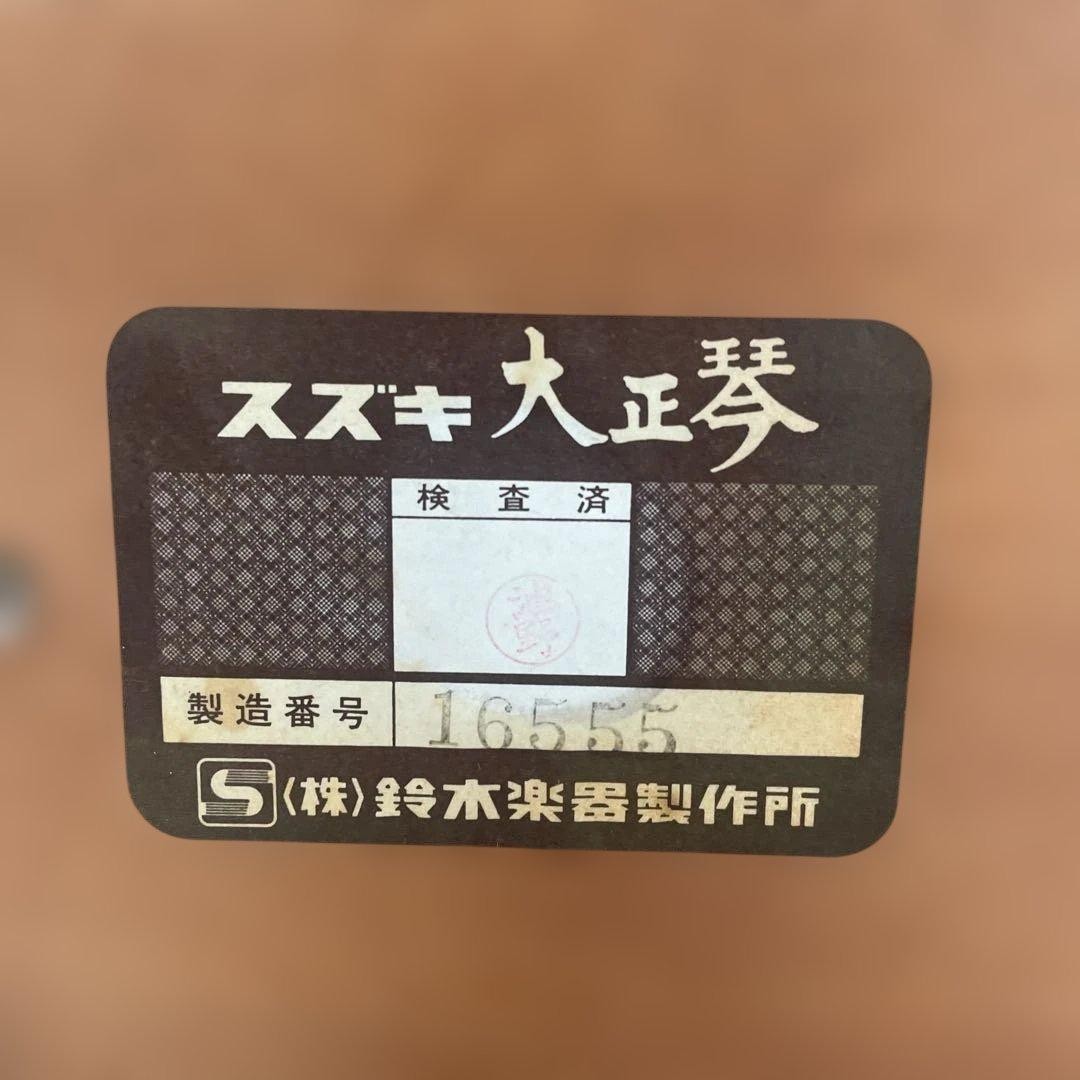 スズキ大正琴
検査済
製造番号 16555
S〈株〉鈴木楽器製作所